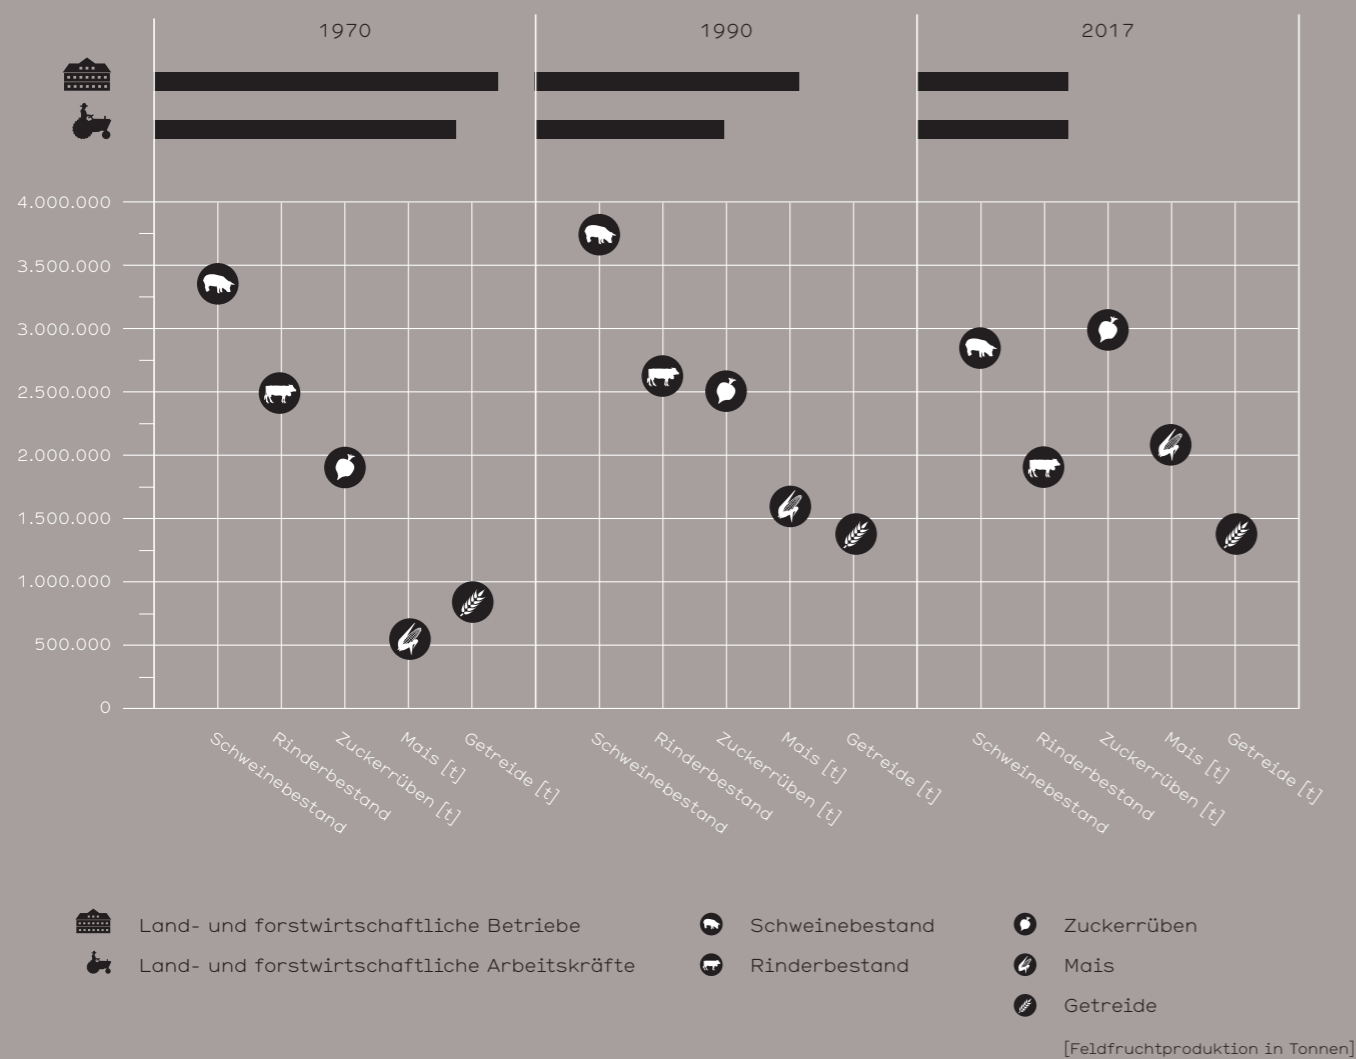 1970
1990
2017
4.000.000
3.500.000
3.000.000
2.500.000
2.000.000
1.500.000
1.000.000
500.000
0
Schweinebestand
Rinderbestand
Zuckerrüben [t]
Mais [t]
Getreide [t]
Schweinebestand
Rinderbestand
Zuckerrüben [t]
Mais [t]
Getreide [t]
Schweinebestand
Rinderbestand
Zuckerrüben [t]
Mais [t]
Getreide [t]
Land- und forstwirtschaftliche Betriebe
Land- und forstwirtschaftliche Arbeitskräfte
Schweinebestand
Rinderbestand
Zuckerrüben
Mais
Getreide
[Feldfruchtproduktion in Tonnen]